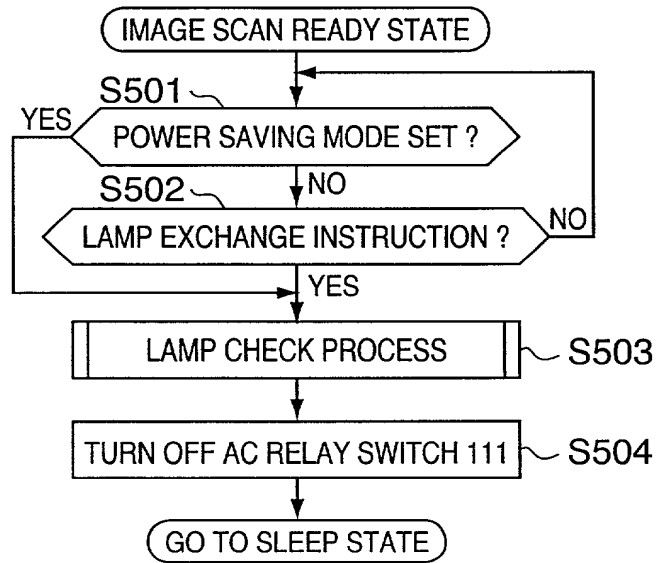 IMAGE SCAN READY STATE
S501
YES
POWER SAVING MODE SET ?
NO
S502
LAMP EXCHANGE INSTRUCTION ?
NO
YES
LAMP CHECK PROCESS
S503
TURN OFF AC RELAY SWITCH 111
S504
GO TO SLEEP STATE